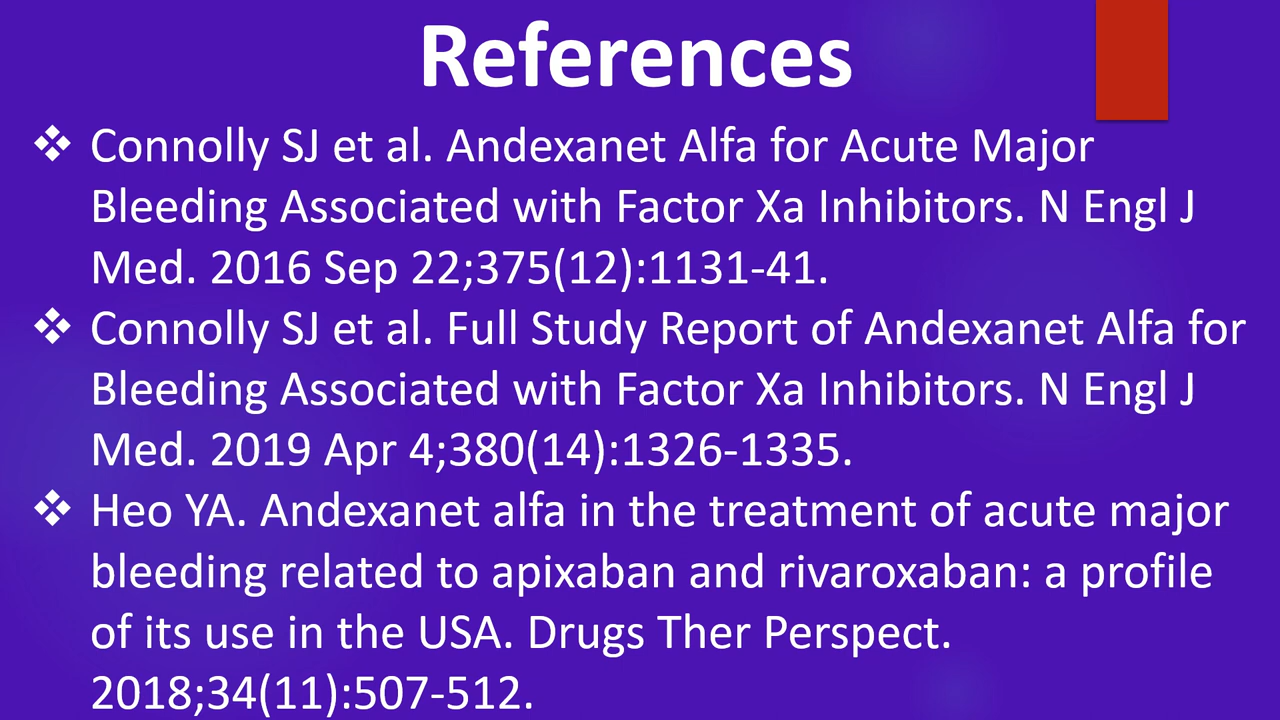 References
❖ Connolly SJ et al. Andexanet Alfa for Acute Major
Bleeding Associated with Factor Xa Inhibitors. N Engl J
Med. 2016 Sep 22;375(12):1131-41.
❖ Connolly SJ et al. Full Study Report of Andexanet Alfa for
Bleeding Associated with Factor Xa Inhibitors. N Engl J
Med. 2019 Apr 4;380(14):1326-1335.
❖ Heo YA. Andexanet alfa in the treatment of acute major
bleeding related to apixaban and rivaroxaban: a profile
of its use in the USA. Drugs Ther Perspect.
2018;34(11):507-512.